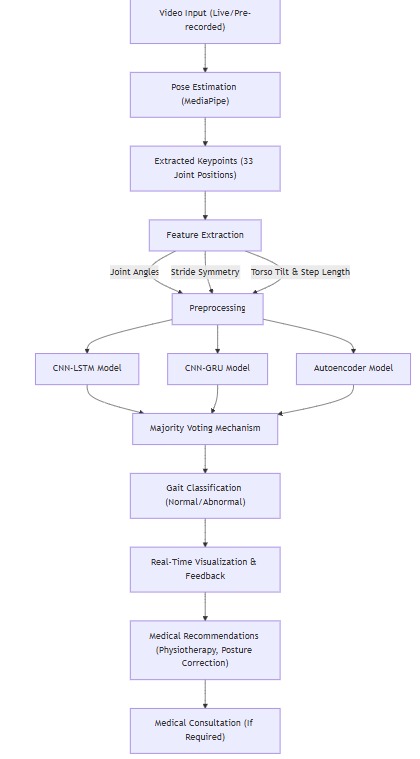 Video Input (Live/Pre-
recorded)
Pose Estimation
(MediaPipe)
Extracted Keypoints (33
Joint Positions)
Feature Extraction
Joint Angles
Stride Symmetry
Torso Tilt & Step Length
Preprocessing
CNN-LSTM Model
CNN-GRU Model
Autoencoder Model
Majority Voting Mechanism
Gait Classification
(Normal/Abnormal)
Real-Time Visualization &
Feedback
Medical Recommendations
(Physiotherapy, Posture
Correction)
Medical Consultation (If
Required)